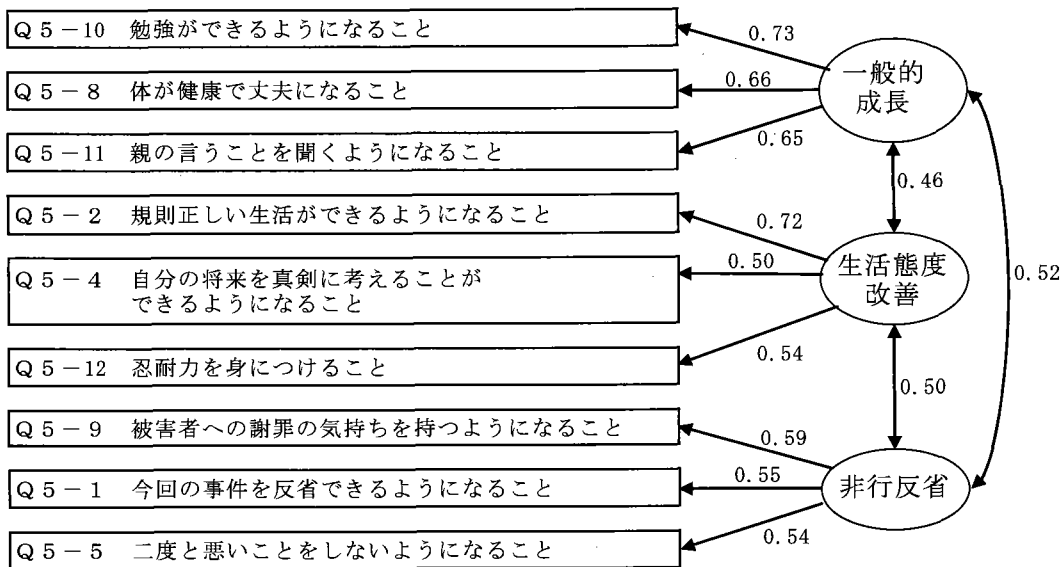 Q5－10 勉強ができるようになること
0.73
一般的
成長
Q5－8 体が健康で丈夫になること
0.66
Q5－11 親の言うことを聞くようになること
0.65
0.46
Q5－2 規則正しい生活ができるようになること
0.72
生活態度
改善
Q5－4 自分の将来を真剣に考えることが
できるようになること
0.50
0.52
Q5－12 忍耐力を身につけること
0.54
0.50
Q5－9 被害者への謝罪の気持ちを持つようになること
0.59
Q5－1 今回の事件を反省できるようになること
0.55
非行反省
Q5－5 二度と悪いことをしないようになること
0.54